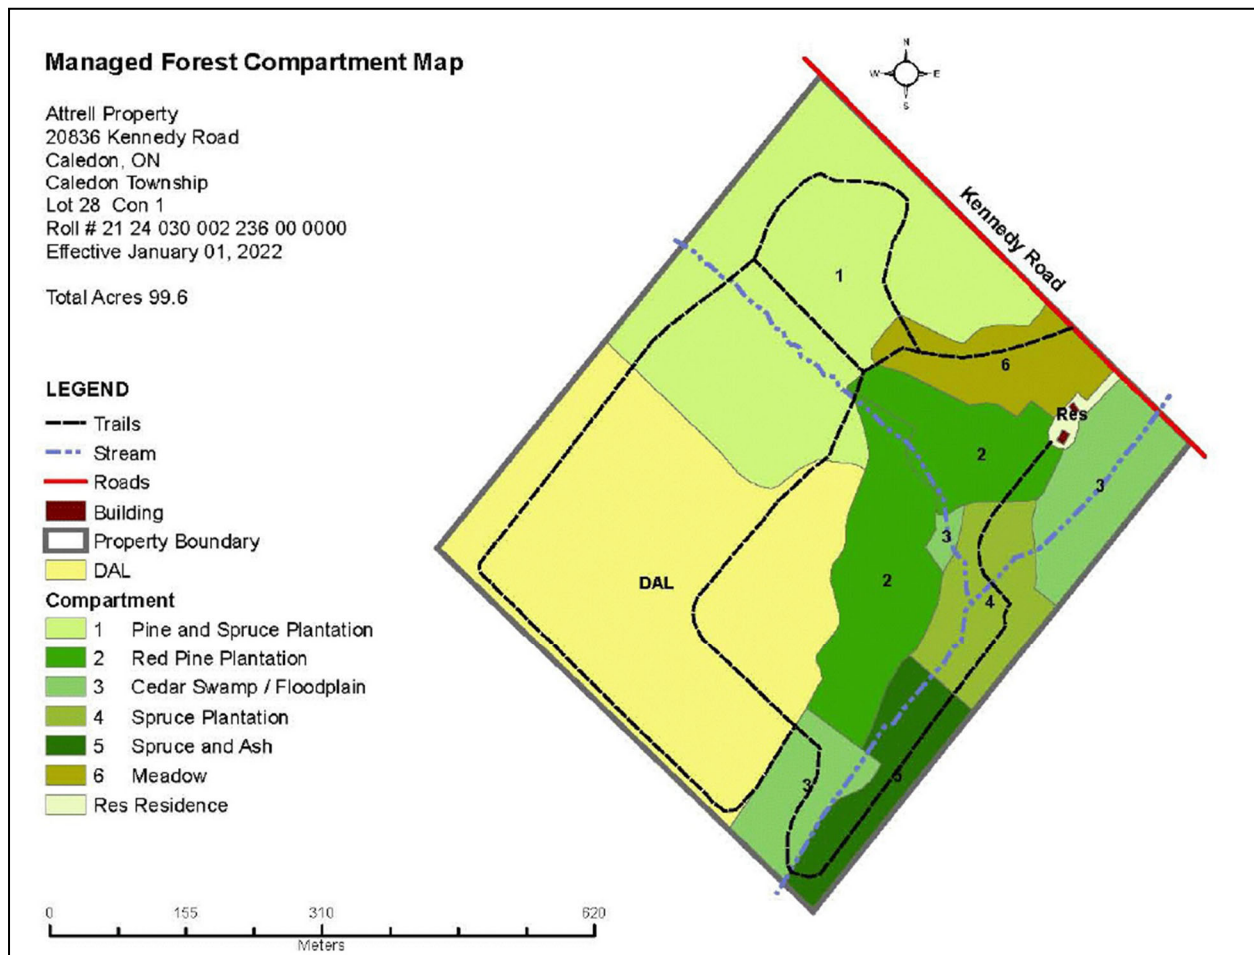 Managed Forest Compartment Map
Attrell Property
20836 Kennedy Road
Caledon, ON
Caledon Township
Lot 28 Con 1
Roll # 21 24 030 002 236 00 0000
Effective January 01, 2022
Total Acres 99.6
N
W E
S
Kennedy Road
1
6
Res
2
3
3
2
4
DAL
3
5
LEGEND
Trails
Stream
Roads
Building
Property Boundary
DAL
Compartment
1 Pine and Spruce Plantation
2 Red Pine Plantation
3 Cedar Swamp / Floodplain
4 Spruce Plantation
5 Spruce and Ash
6 Meadow
Res Residence
0 155 310 620
Meters